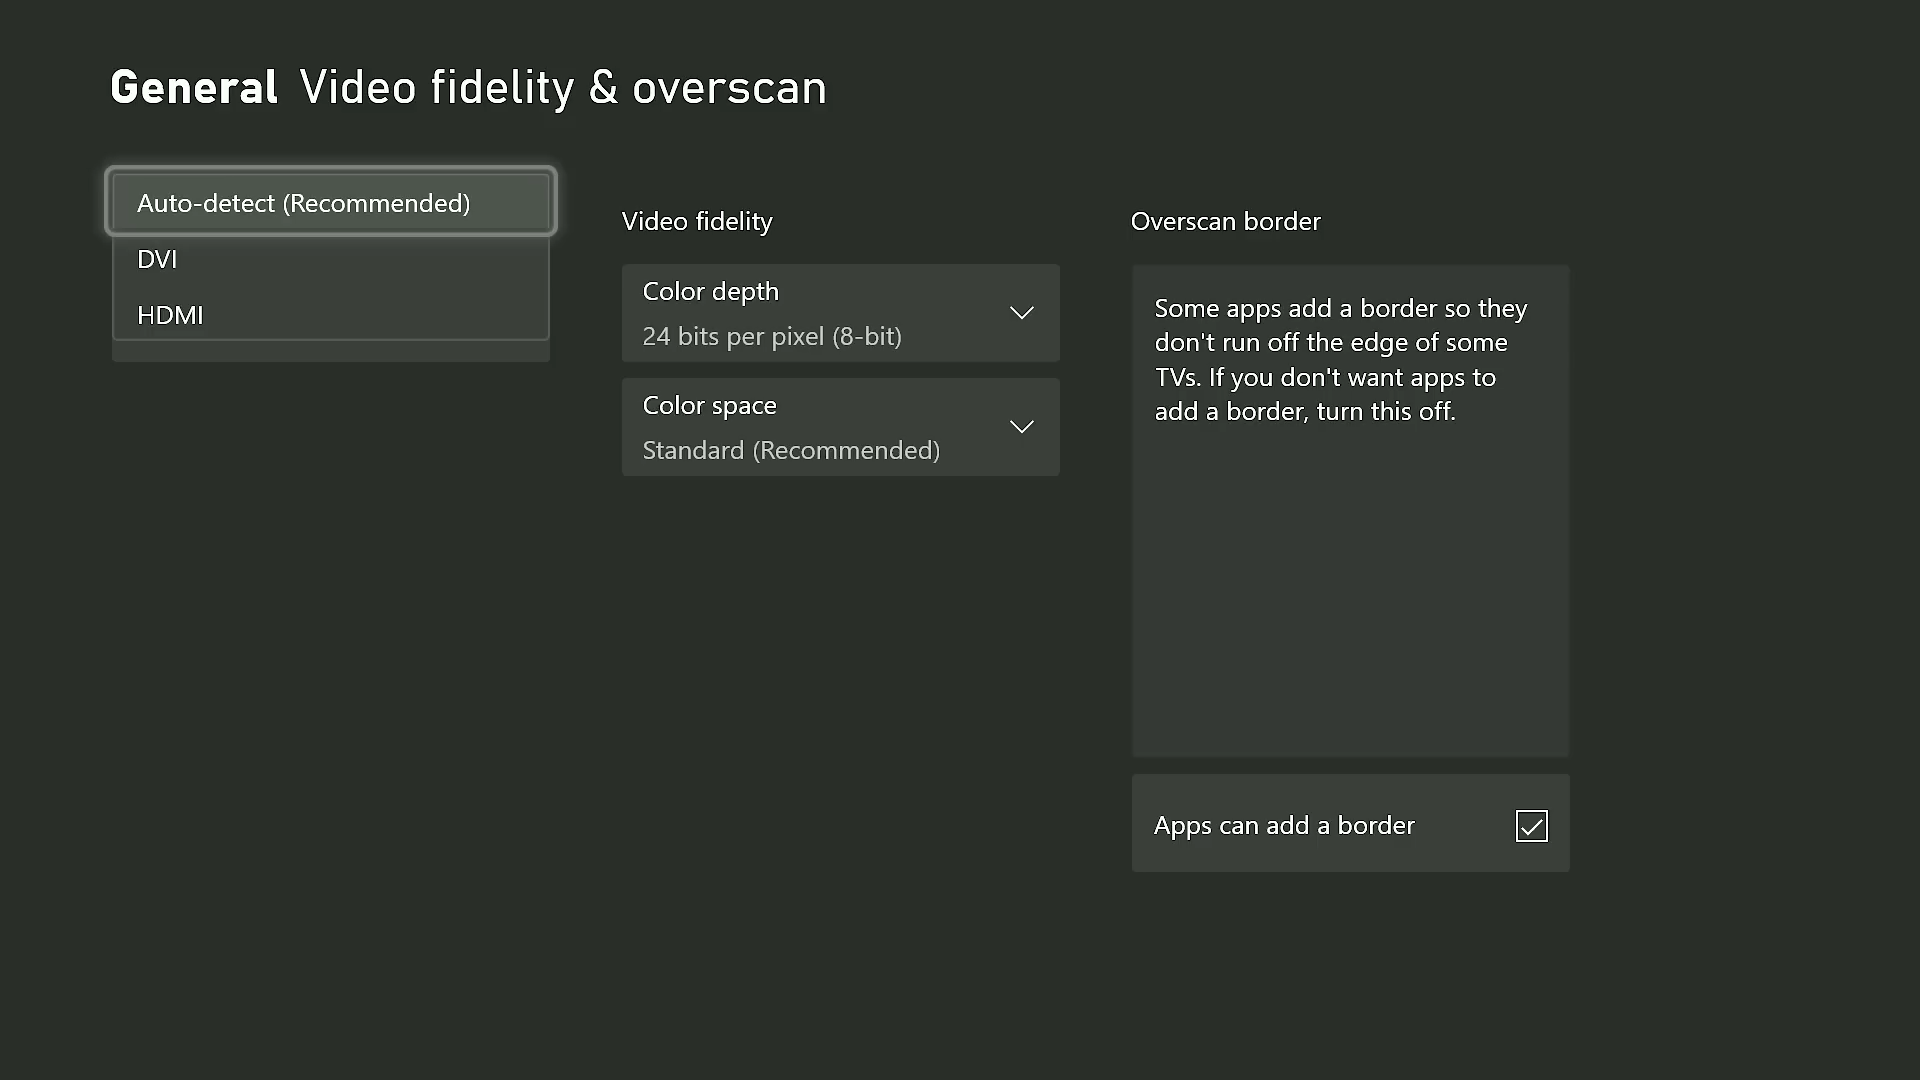 General Video fidelity & overscan
Auto-detect (Recommended)
DVI
HDMI
Video fidelity
Color depth
24 bits per pixel (8-bit)
Color space
Standard (Recommended)
Overscan border
Some apps add a border so they
don't run off the edge of some
TVs. If you don't want apps to
add a border, turn this off.
Apps can add a border